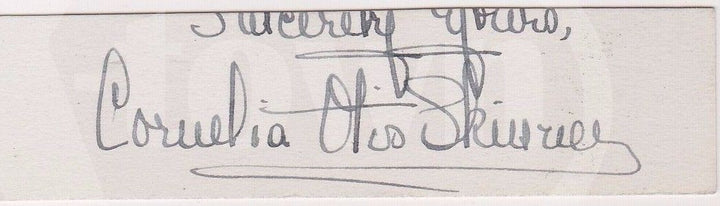 Sincerely Yours,
Cornelia Otis Skinner